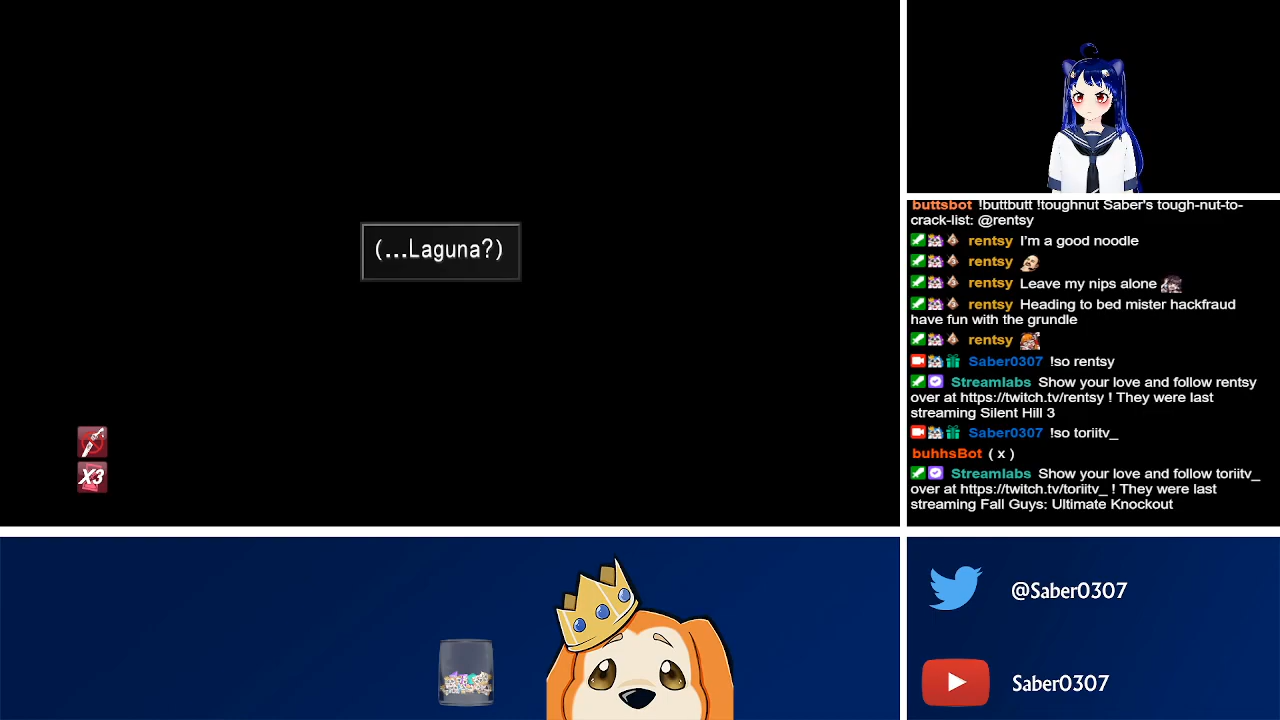 (...Laguna?)
X3
buttsbot !buttbutt !toughnut Saber's tough-nut-to-
crack-list: @rentsy
rentsy I'm a good noodle
rentsy
rentsy Leave my nips alone
rentsy Heading to bed mister hackfraud
have fun with the grundle
rentsy
Saber0307 !so rentsy
Streamlabs Show your love and follow rentsy
over at https://twitch.tv/rentsy ! They were last
streaming Silent Hill 3
Saber0307 !so toriitv_
buhhsBot ( x )
Streamlabs Show your love and follow toriitv_
over at https://twitch.tv/toriitv_ ! They were last
streaming Fall Guys: Ultimate Knockout
@Saber0307
Saber0307